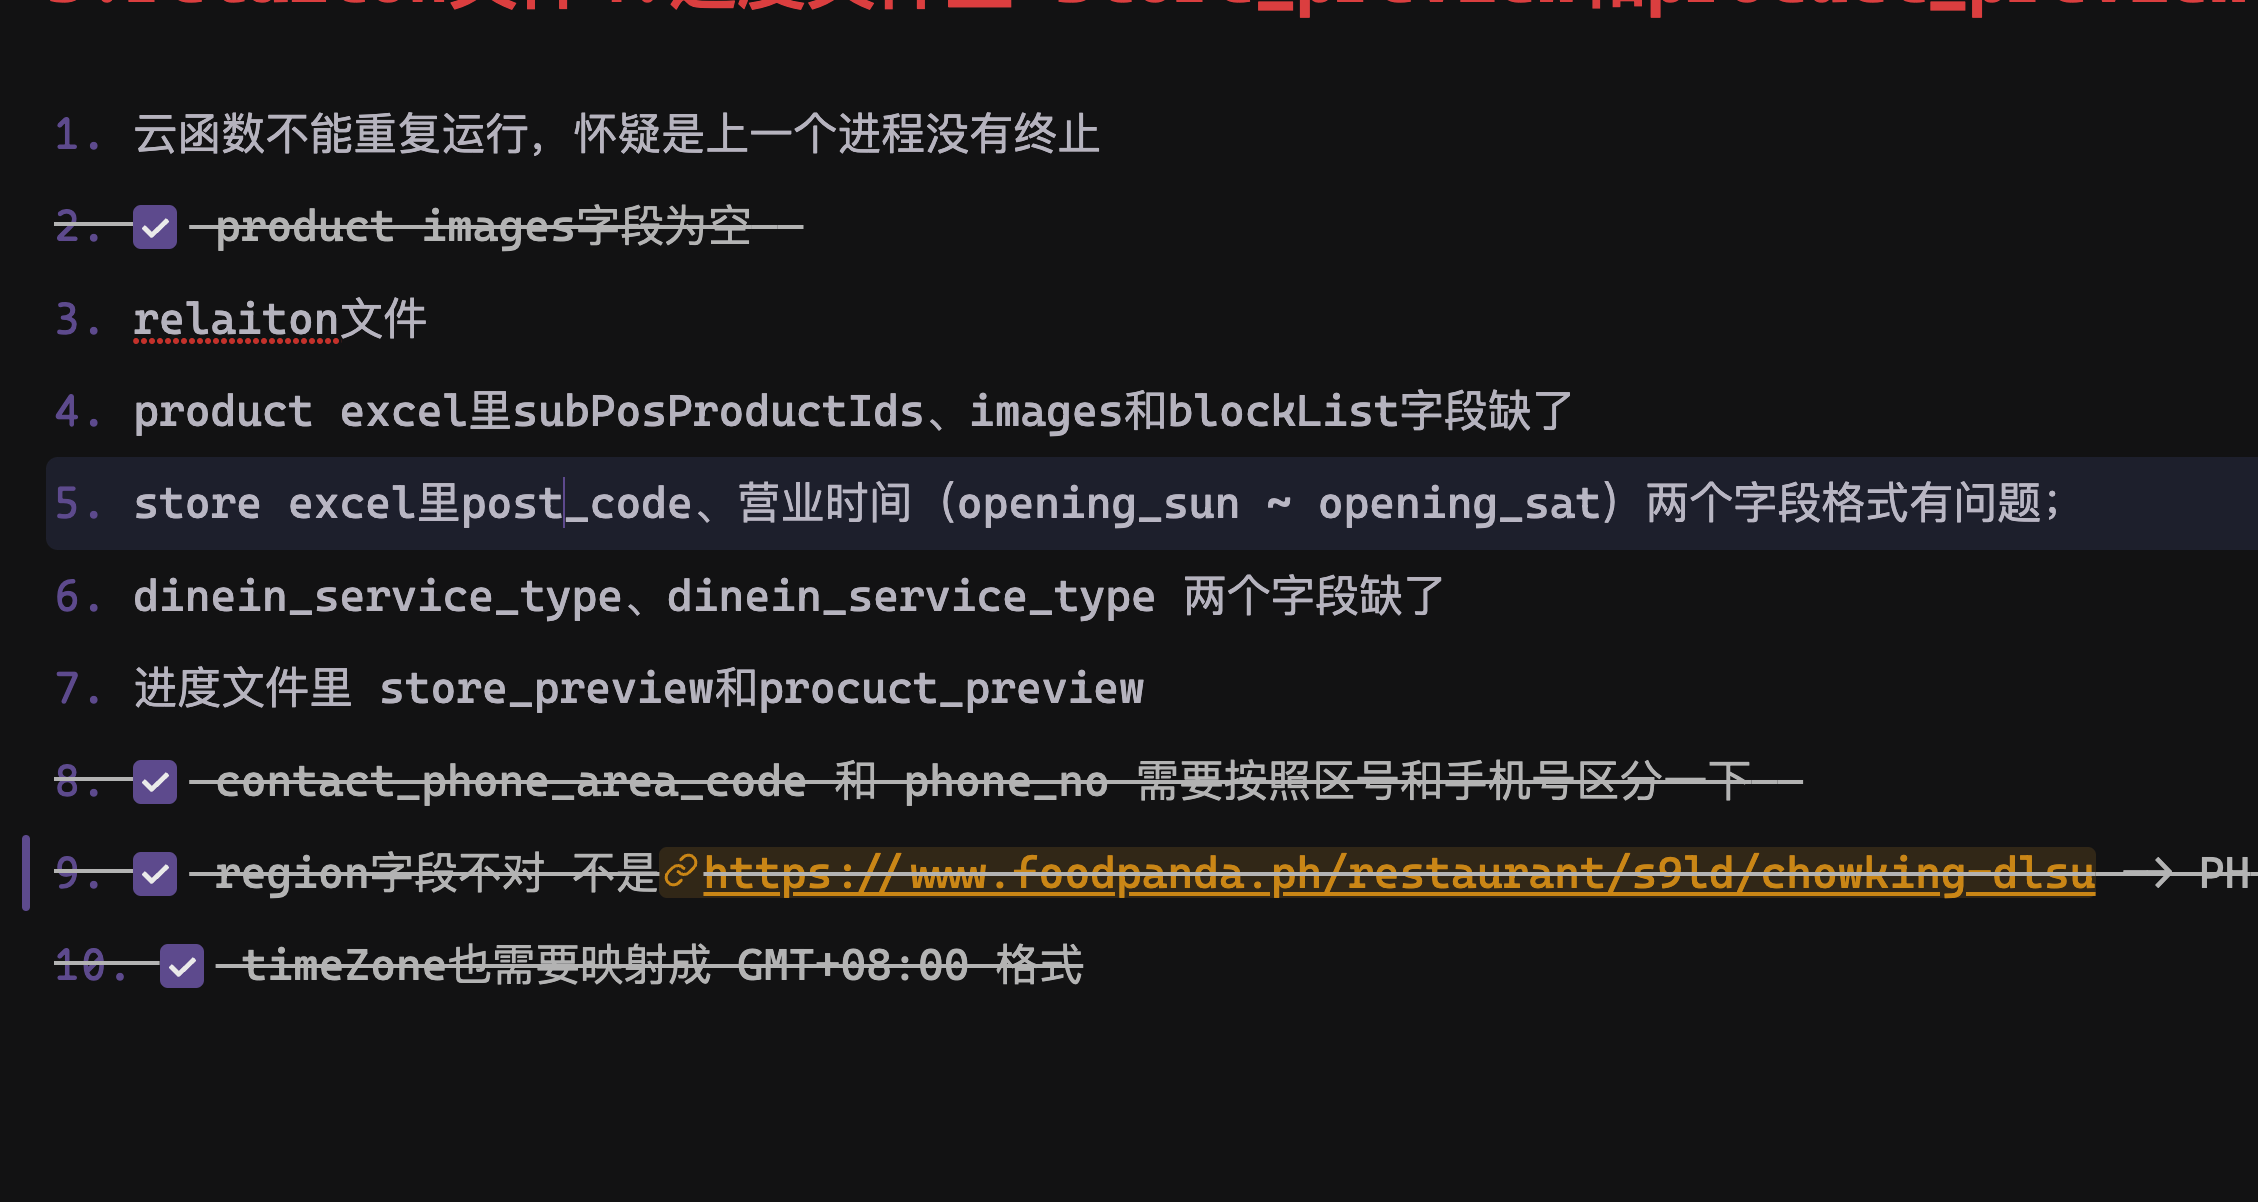 1. 云函数不能重复运行，怀疑是上一个进程没有终止
2. product images字段为空
3. relaiton文件
4. product excel里subPosProductIds、images和blockList字段缺了
5. store excel里post_code、营业时间（opening_sun ~ opening_sat）两个字段格式有问题；
6. dinein_service_type、dinein_service_type 两个字段缺了
7. 进度文件里 store_preview和procuct_preview
8. contact_phone_area_code 和 phone_no 需要按照区号和手机号区分一下
9. region字段不对 不是https://www.foodpanda.ph/restaurant/s9ld/chowking-dlsu → PH
10. timeZone也需要映射成 GMT+08:00 格式